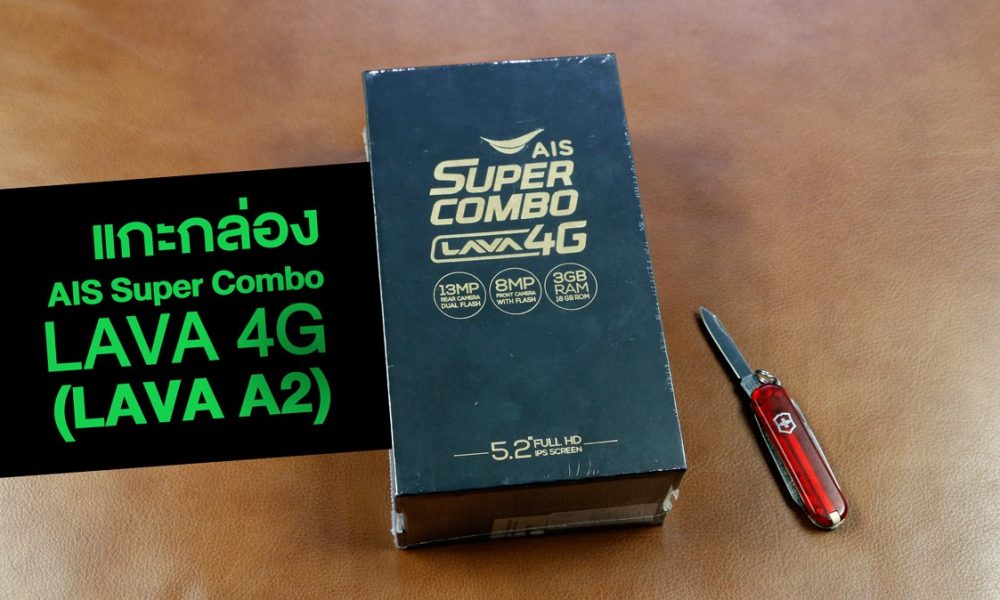 แกะกล่อง
AIS Super Combo
LAVA 4G
(LAVA A2)
AIS
SUPER
COMBO
LAVA 4G
13MP
REAR CAMERA
DUAL FLASH
8MP
FRONT CAMERA
WITH FLASH
3GB
RAM
16 GB ROM
5.2" FULL HD
IPS SCREEN